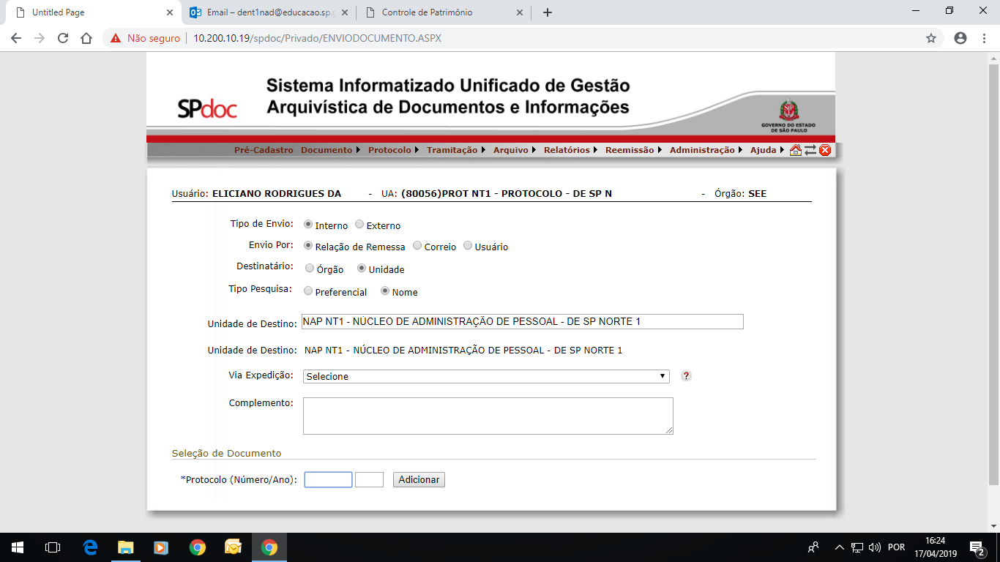 Untitled Page
Email – dent1nad@educacao.sp.g
Controle de Patrimônio
Não seguro
10.200.10.19/spdoc/Privado/ENVIODOCUMENTO.ASPX
SPdoc
Sistema Informatizado Unificado de Gestão
Arquivística de Documentos e Informações
GOVERNO DO ESTADO
DE SÃO PAULO
Pré-Cadastro Documento Protocolo Tramitação Arquivo Relatórios Reemissão Administração Ajuda
Usuário: ELICIANO RODRIGUES DA - UA: (80056)PROT NT1 - PROTOCOLO - DE SP N - Órgão: SEE
Tipo de Envio: Interno Externo
Envio Por: Relação de Remessa Correio Usuário
Destinatário: Órgão Unidade
Tipo Pesquisa: Preferencial Nome
Unidade de Destino: NAP NT1 - NÚCLEO DE ADMINISTRAÇÃO DE PESSOAL - DE SP NORTE 1
Unidade de Destino: NAP NT1 - NÚCLEO DE ADMINISTRAÇÃO DE PESSOAL - DE SP NORTE 1
Via Expedição: Selecione ?
Complemento:
Seleção de Documento
*Protocolo (Número/Ano): Adicionar
POR
16:24
17/04/2019
2